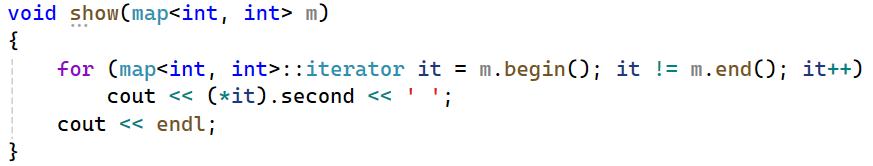 void show(map<int, int> m)
{
    for (map<int, int>::iterator it = m.begin(); it != m.end(); it++)
        cout << (*it).second << ' ';
    cout << endl;
}